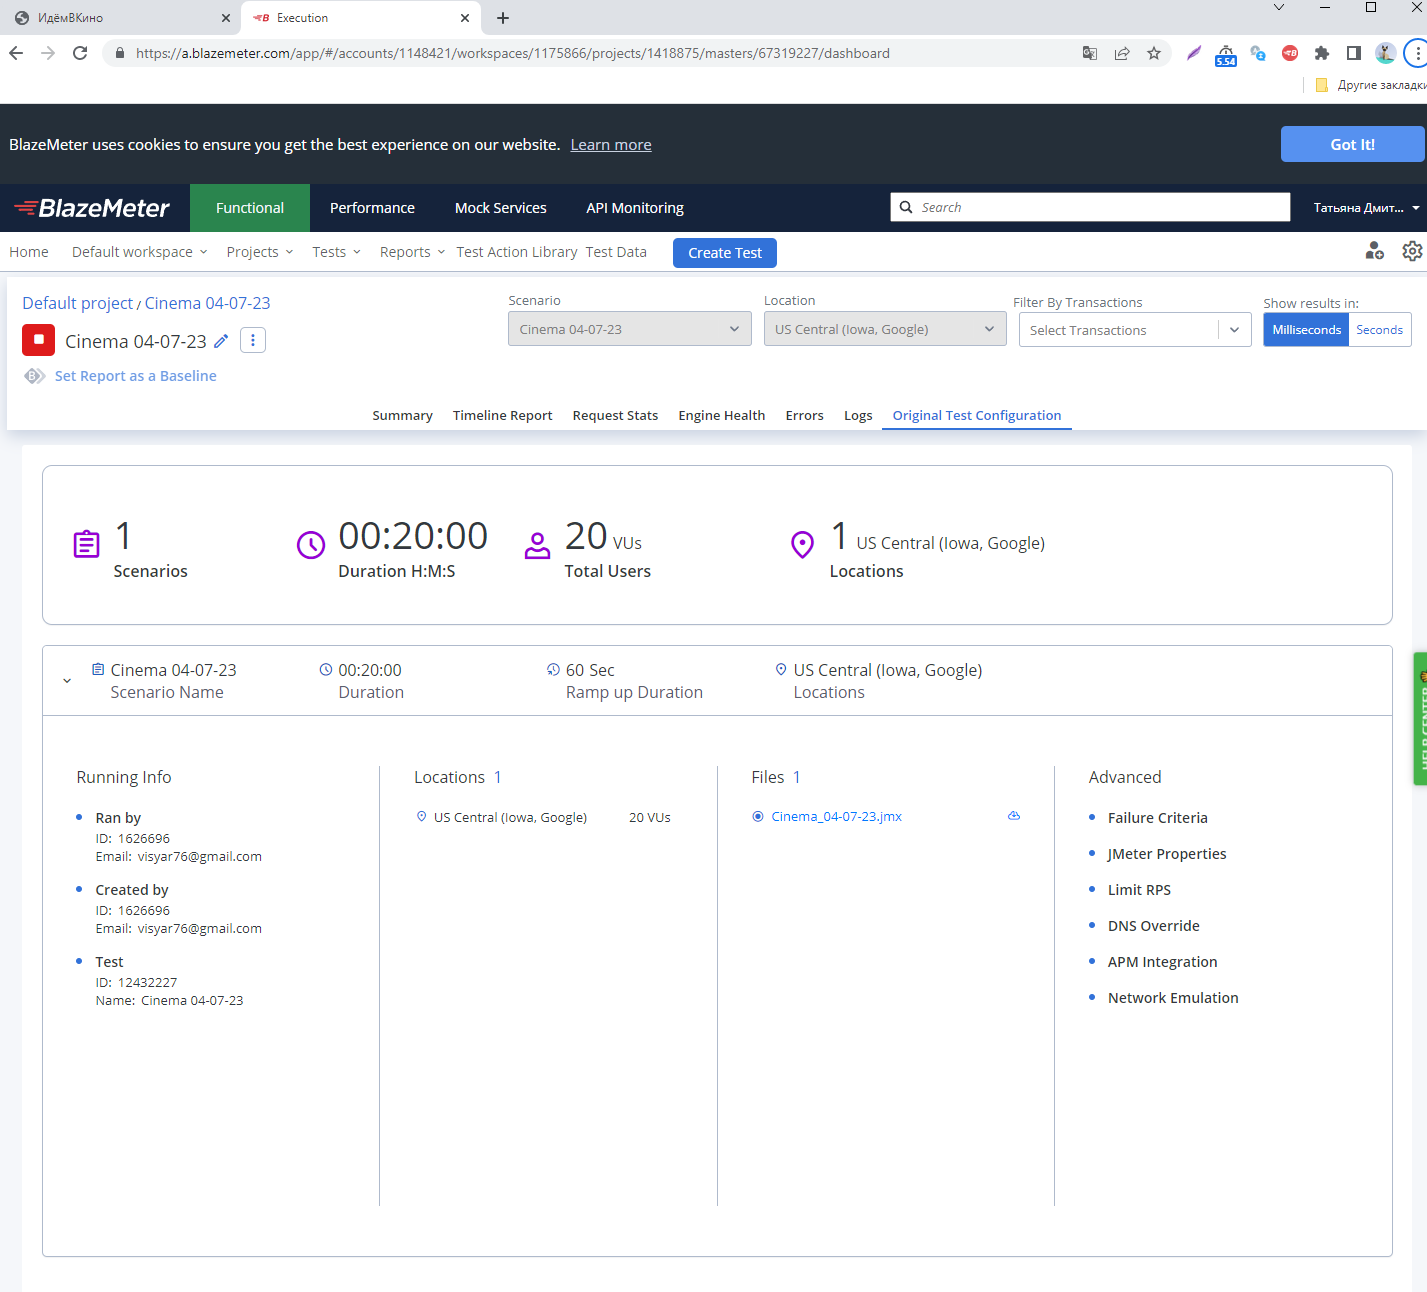 ИдёмВКино
Execution
https://a.blazemeter.com/app/#/accounts/1148421/workspaces/1175866/projects/1418875/masters/67319227/dashboard
5.54
Другие закладки
BlazeMeter uses cookies to ensure you get the best experience on our website. Learn more
Got It!
BlazeMeter
Functional
Performance
Mock Services
API Monitoring
Search
Татьяна Дмит...
Home
Default workspace
Projects
Tests
Reports
Test Action Library
Test Data
Create Test
Default project / Cinema 04-07-23
Cinema 04-07-23
Set Report as a Baseline
Scenario
Cinema 04-07-23
Location
US Central (Iowa, Google)
Filter By Transactions
Select Transactions
Show results in:
Milliseconds
Seconds
Summary
Timeline Report
Request Stats
Engine Health
Errors
Logs
Original Test Configuration
1
Scenarios
00:20:00
Duration H:M:S
20 VUs
Total Users
1 US Central (Iowa, Google)
Locations
Cinema 04-07-23
Scenario Name
00:20:00
Duration
60 Sec
Ramp up Duration
US Central (Iowa, Google)
Locations
Running Info
Ran by
ID: 1626696
Email: visyar76@gmail.com
Created by
ID: 1626696
Email: visyar76@gmail.com
Test
ID: 12432227
Name: Cinema 04-07-23
Locations 1
US Central (Iowa, Google) 20 VUs
Files 1
Cinema_04-07-23.jmx
Advanced
Failure Criteria
JMeter Properties
Limit RPS
DNS Override
APM Integration
Network Emulation
HELP CENTER